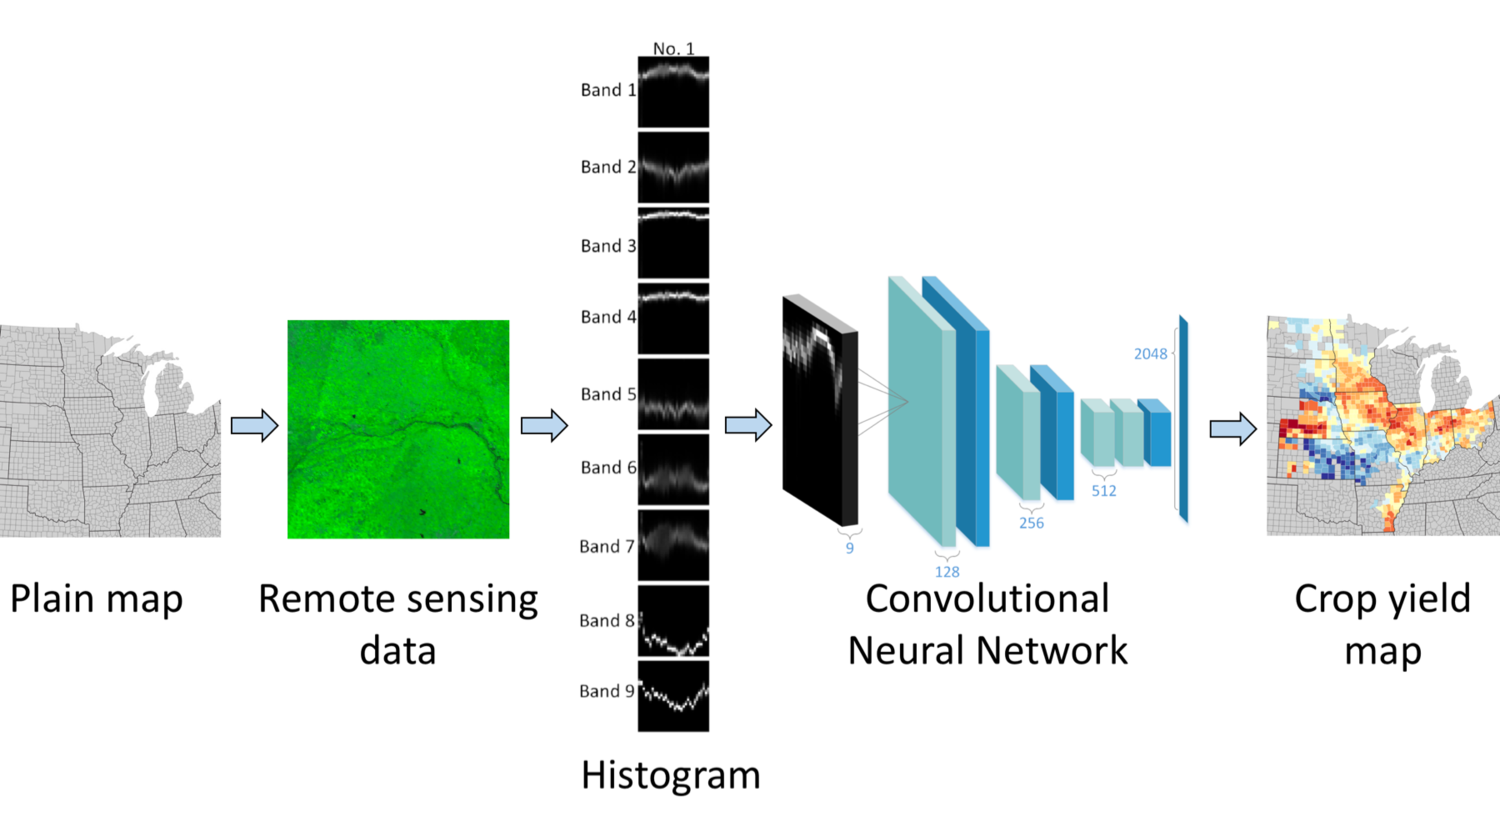 No. 1
Band 1
Band 2
Band 3
Band 4
Band 5
Band 6
Band 7
Band 8
Band 9
Histogram
Plain map
Remote sensing
data
9
128
256
512
2048
Convolutional
Neural Network
Crop yield
map